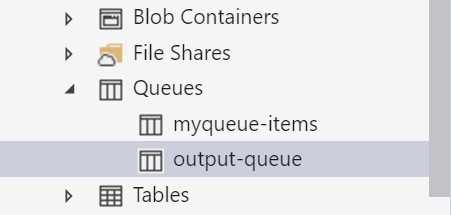 Blob Containers
File Shares
Queues
myqueue-items
output-queue
Tables